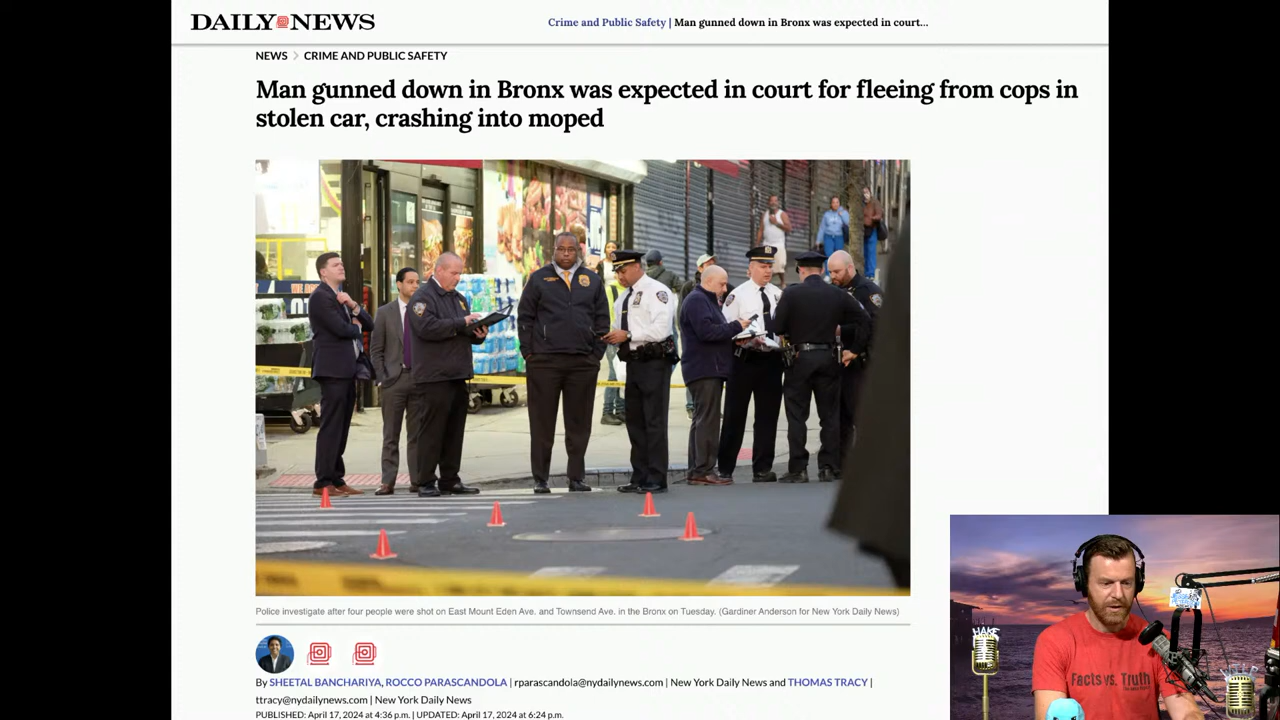 DAILY NEWS
Crime and Public Safety | Man gunned down in Bronx was expected in court...
NEWS > CRIME AND PUBLIC SAFETY
Man gunned down in Bronx was expected in court for fleeing from cops in
stolen car, crashing into moped
Police investigate after four people were shot on East Mount Eden Ave. and Townsend Ave. in the Bronx on Tuesday. (Gardiner Anderson for New York Daily News)
By SHEETAL BANCHARIYA, ROCCO PARASCANDOLA | rparascandola@nydailynews.com | New York Daily News and THOMAS TRACY |
ttracy@nydailynews.com | New York Daily News
PUBLISHED: April 17, 2024 at 4:36 p.m. | UPDATED: April 17, 2024 at 6:24 p.m.
HAKE
Facts vs. Truth